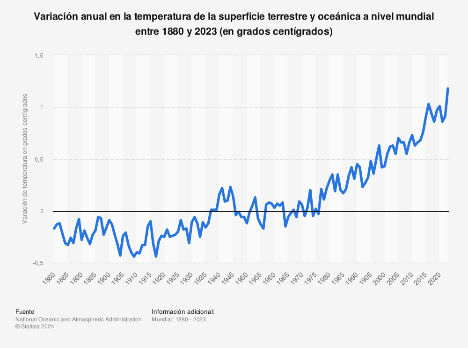 Variación anual en la temperatura de la superficie terrestre y oceánica a nivel mundial
entre 1880 y 2023 (en grados centígrados)
Variación de temperatura en grados centígrados
1,5
1
0,5
0
-0,5
1880 1885 1890 1895 1900 1905 1910 1915 1920 1925 1930 1935 1940 1945 1950 1955 1960 1965 1970 1975 1980 1985 1990 1995 2000 2005 2010 2015 2020
Fuente
National Oceanic and Atmospheric Administration
© Statista 2024
Información adicional:
Mundial: 1880 - 2023